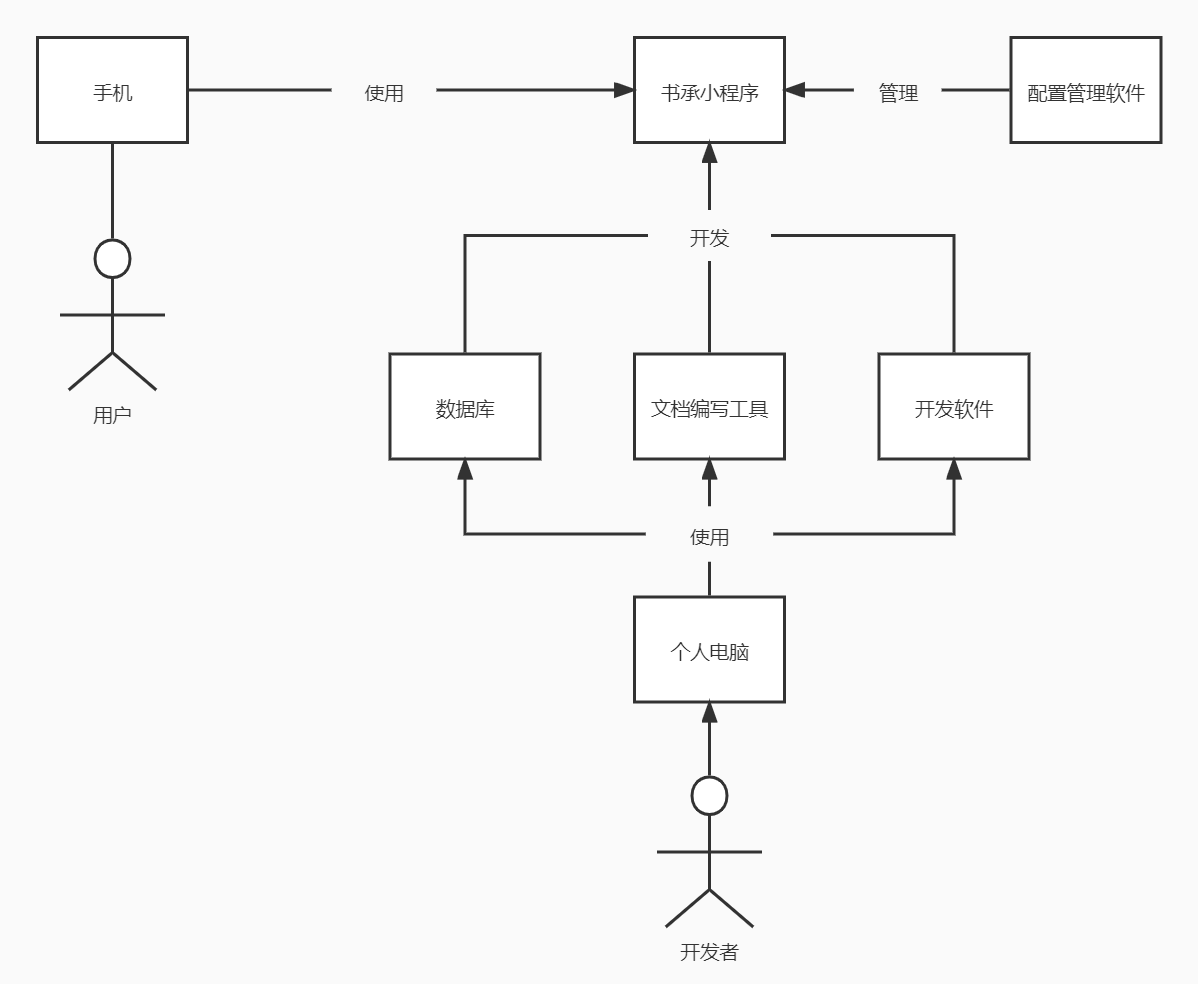 手机
使用
书承小程序
管理
配置管理软件
开发
用户
数据库
文档编写工具
开发软件
使用
个人电脑
开发者